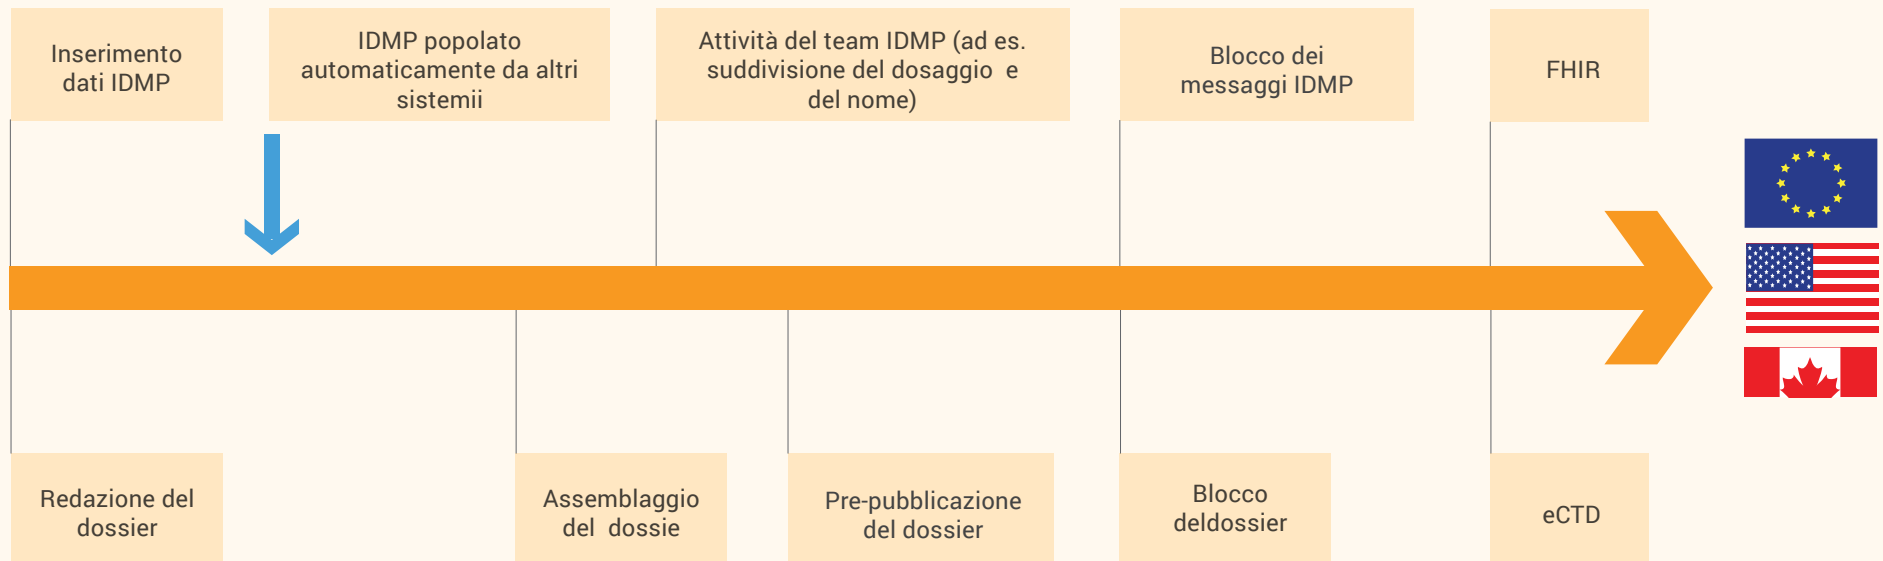 Inserimento
dati IDMP
IDMP popolato
automaticamente da altri
sistemii
Attività del team IDMP (ad es.
suddivisione del dosaggio e
del nome)
Blocco dei
messaggi IDMP
FHIR
Redazione del
dossier
Assemblaggio
del dossie
Pre-pubblicazione
del dossier
Blocco
deldossier
eCTD